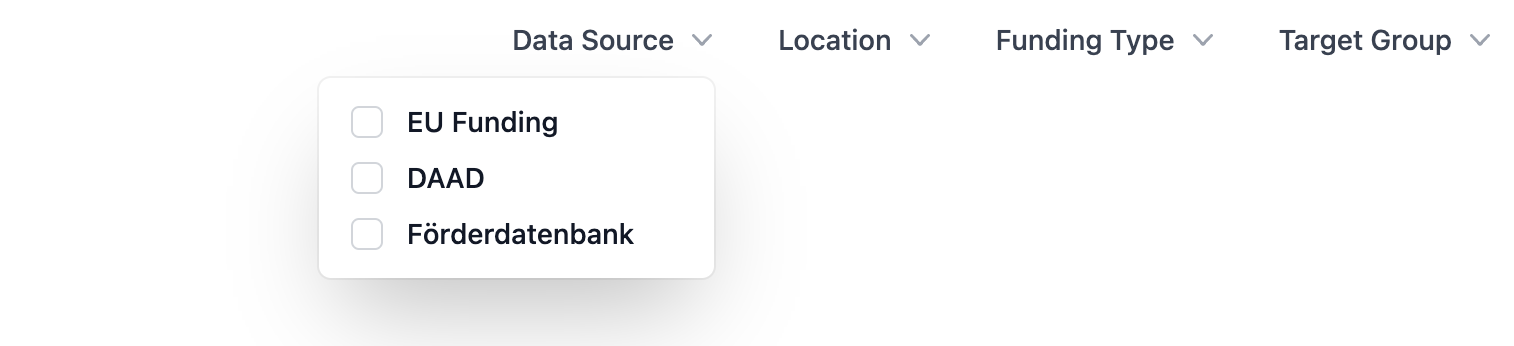 Data Source Location Funding Type Target Group
EU Funding
DAAD
Förderdatenbank